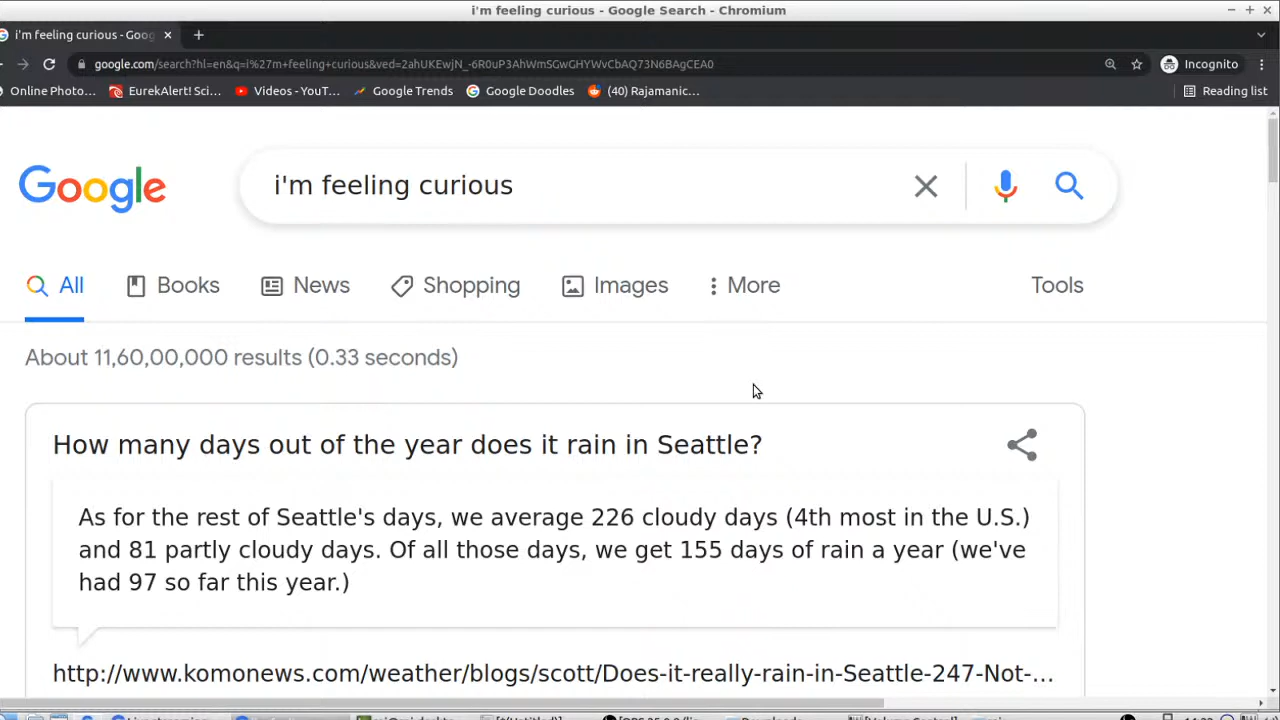 i'm feeling curious - Google Search - Chromium
i'm feeling curious - Goog
google.com/search?hl=en&q=i%27m+feeling+curious&ved=2ahUKEwjN_-6R0uP3AhWmSGwGHYWvCbAQ73N6BAgCEA0
Incognito
Online Photo… EurekAlert! Sci… Videos - YouT… Google Trends Google Doodles (40) Rajamanic… Reading list
Google i'm feeling curious
All Books News Shopping Images More Tools
About 11,60,00,000 results (0.33 seconds)
How many days out of the year does it rain in Seattle?
As for the rest of Seattle's days, we average 226 cloudy days (4th most in the U.S.)
and 81 partly cloudy days. Of all those days, we get 155 days of rain a year (we've
had 97 so far this year.)
http://www.komonews.com/weather/blogs/scott/Does-it-really-rain-in-Seattle-247-Not-…